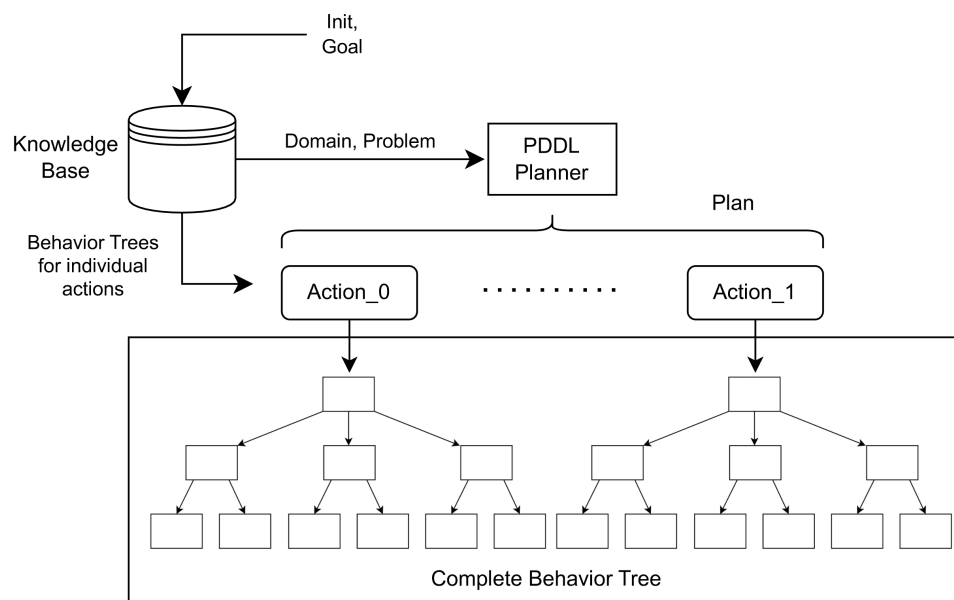 Init,
Goal
Knowledge
Base
Domain, Problem
PDDL
Planner
Plan
Behavior Trees
for individual
actions
Action_0
..........
Action_1
Complete Behavior Tree